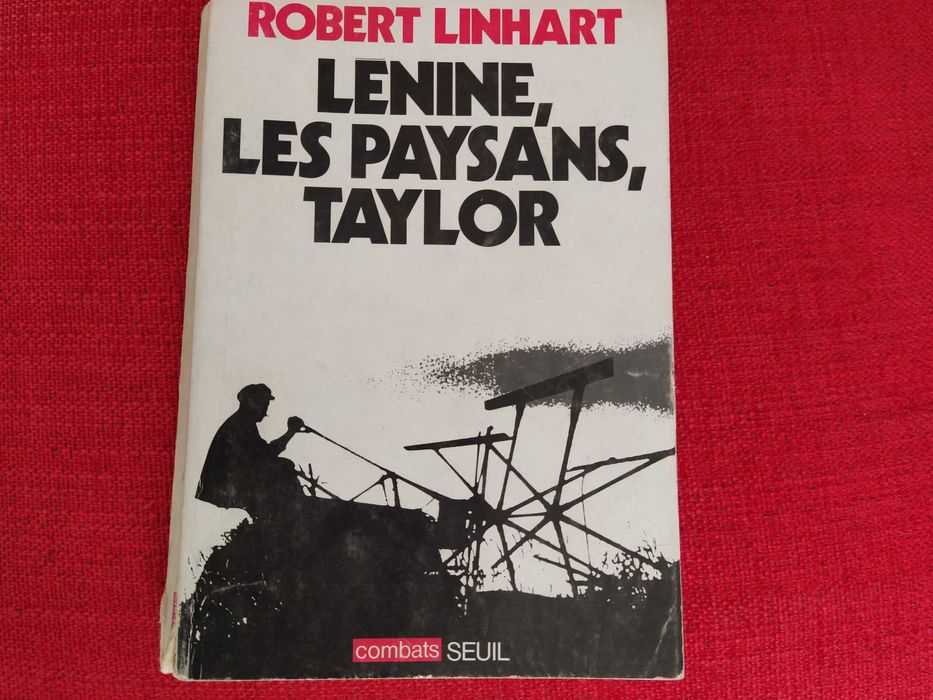 ROBERT LINHART
LENINE,
LES PAYSANS,
TAYLOR
combats SEUIL